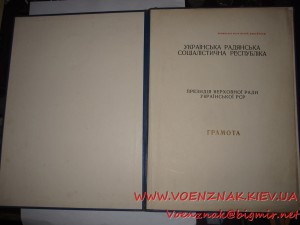 УКРАЇНСЬКА РАДЯНСЬКА
СОЦІАЛІСТИЧНА РЕСПУБЛІКА
ПРЕЗИДІЯ ВЕРХОВНОЇ РАДИ
УКРАЇНСЬКОЇ РСР
ГРАМОТА
WWW.VOENZNAK.KIEV.UA
Voenznak@bigmir.net